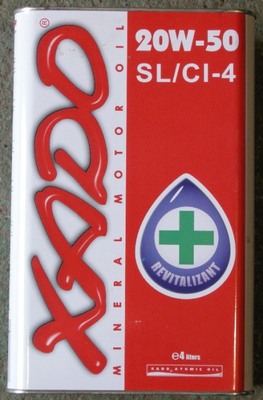 XADO®
MINERAL MOTOR OIL
20W-50
SL/CI-4
REVITALIZANT
℮4 liters
XADO ATOMIC OIL